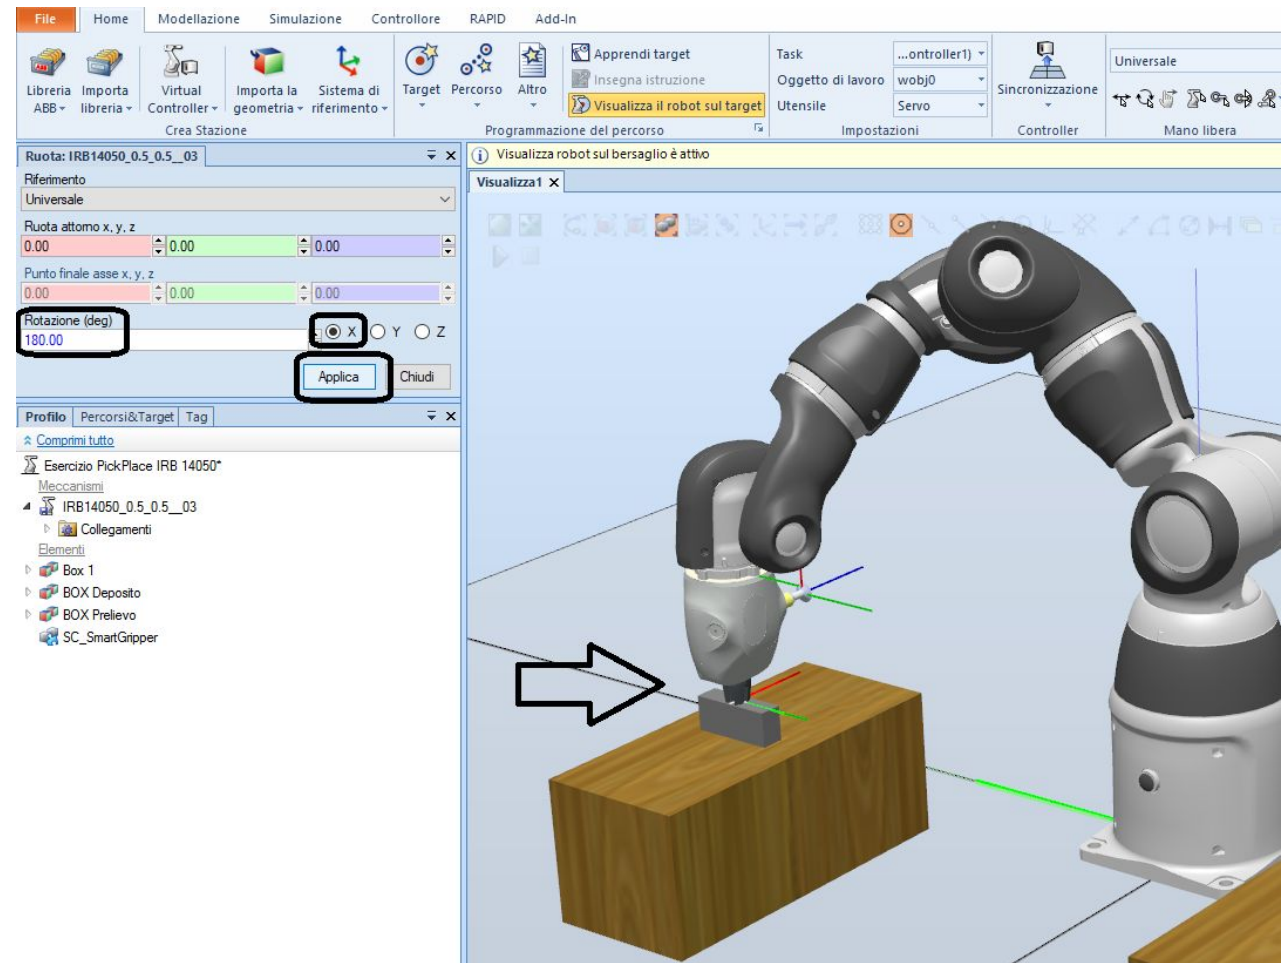 File Home Modellazione Simulazione Controllore RAPID Add-In
Libreria ABB
Importa libreria
Virtual Controller
Importa la geometria
Sistema di riferimento
Crea Stazione
Target
Percorso
Altro
Apprendi target
Insegna istruzione
Visualizza il robot sul target
Programmazione del percorso
Task ...ontroller1)
Oggetto di lavoro wobj0
Utensile Servo
Impostazioni
Sincronizzazione
Controller
Universale
Mano libera
Ruota: IRB14050_0.5_0.5__03
Riferimento
Universale
Ruota attorno x, y, z
0.00 0.00 0.00
Punto finale asse x, y, z
0.00 0.00 0.00
Rotazione (deg)
180.00 X Y Z
Applica Chiudi
Profilo Percorsi&Target Tag
Comprimi tutto
Esercizio PickPlace IRB 14050*
Meccanismi
IRB14050_0.5_0.5__03
Collegamenti
Elementi
Box 1
BOX Deposito
BOX Prelievo
SC_SmartGripper
Visualizza robot sul bersaglio è attivo
Visualizza1